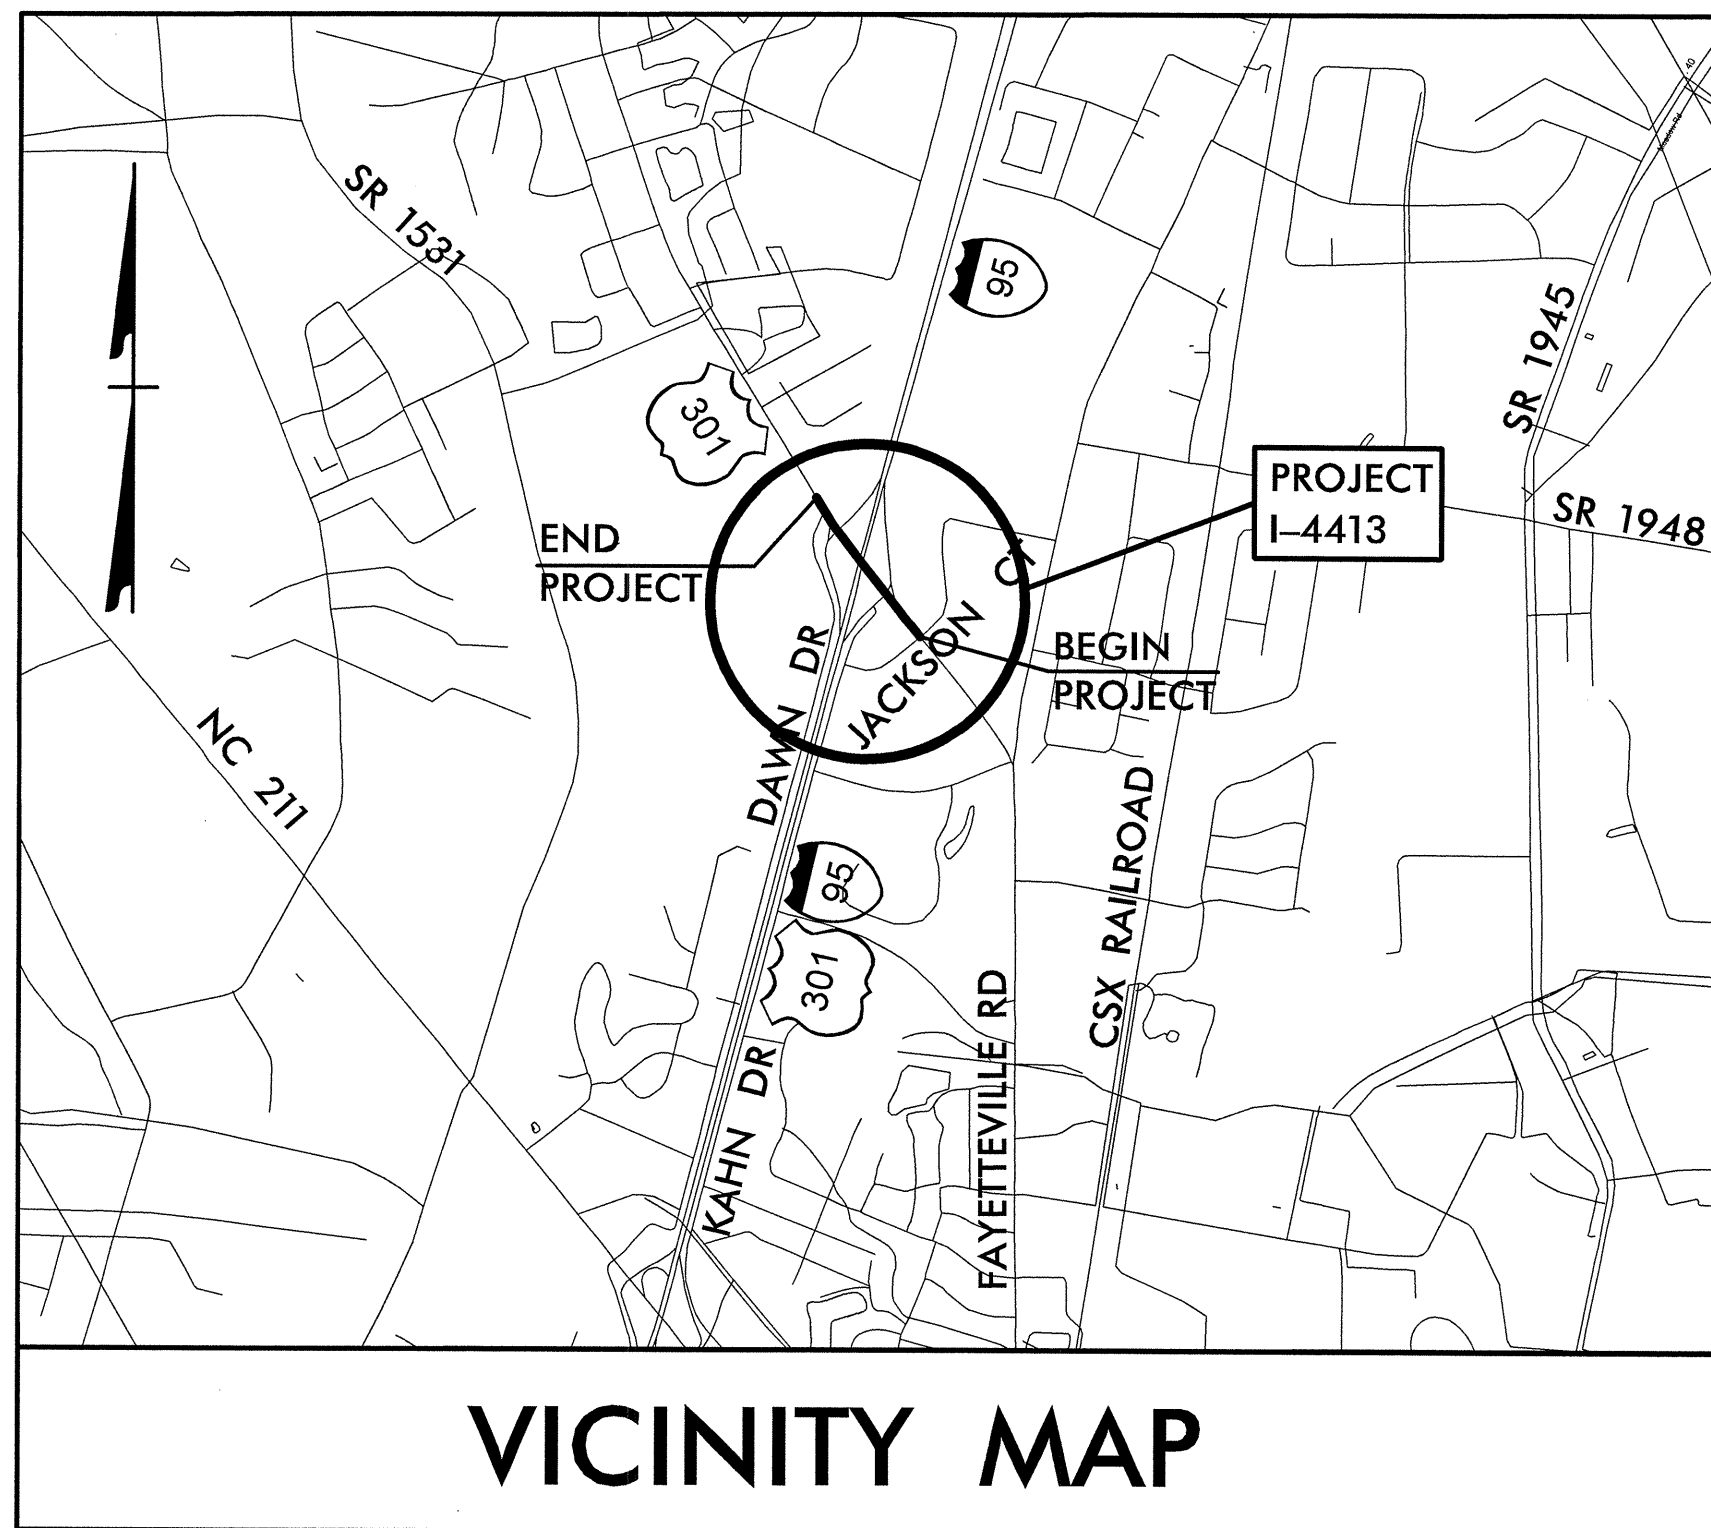 40
SR 1531
95
SR 1945
301
PROJECT
I–4413
SR 1948
END
PROJECT
JACKSON CT
BEGIN
PROJECT
DAWN DR
NC 211
CSX RAILROAD
95
301
FAYETTEVILLE RD
KAHN DR
VICINITY MAP